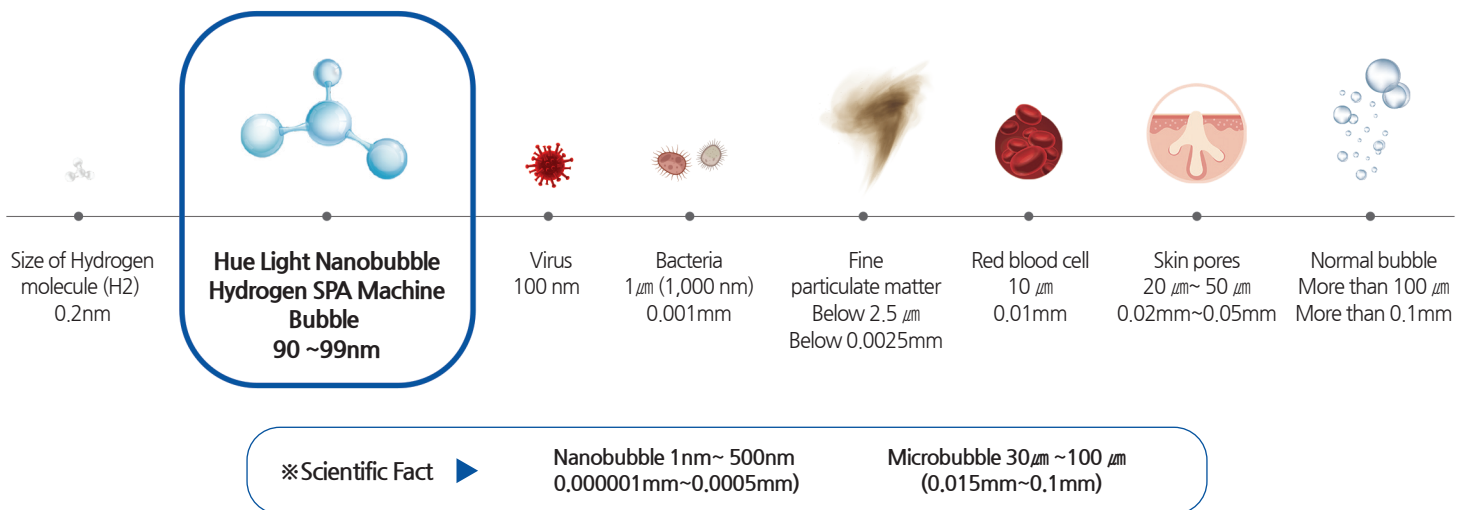 Size of Hydrogen
molecule (H2)
0.2nm
Hue Light Nanobubble
Hydrogen SPA Machine
Bubble
90 ~99nm
Virus
100 nm
Bacteria
1㎛ (1,000 nm)
0.001mm
Fine
particulate matter
Below 2.5 ㎛
Below 0.0025mm
Red blood cell
10 ㎛
0.01mm
Skin pores
20 ㎛~ 50 ㎛
0.02mm~0.05mm
Normal bubble
More than 100 ㎛
More than 0.1mm
※Scientific Fact ▶
Nanobubble 1nm~ 500nm
0.000001mm~0.0005mm)
Microbubble 30㎛ ~100 ㎛
(0.015mm~0.1mm)